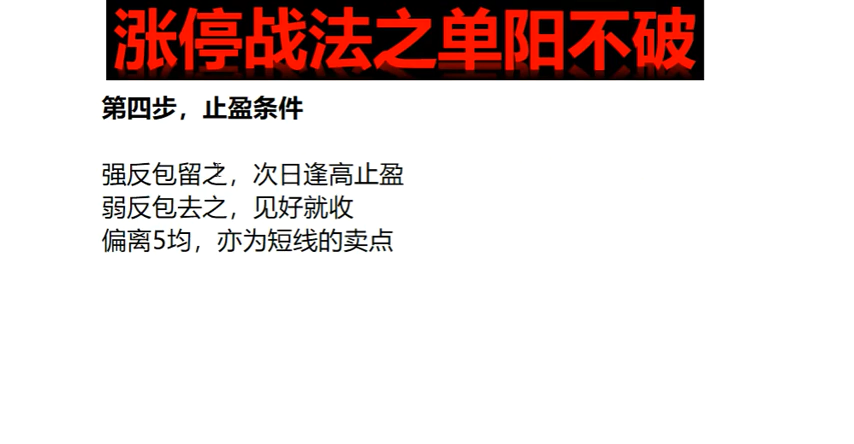 涨停战法之单阳不破
第四步，止盈条件
强反包留之，次日逢高止盈
弱反包去之，见好就收
偏离5均，亦为短线的卖点